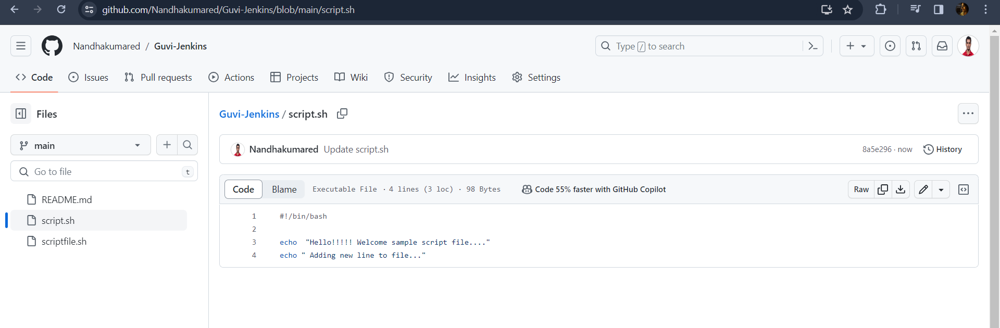 github.com/Nandhakumared/Guvi-Jenkins/blob/main/script.sh
Nandhakumared / Guvi-Jenkins
Type / to search
Code Issues Pull requests Actions Projects Wiki Security Insights Settings
Files
main
Go to file t
README.md
script.sh
scriptfile.sh
Guvi-Jenkins / script.sh
Nandhakumared Update script.sh 8a5e296 · now History
Code Blame Executable File · 4 lines (3 loc) · 98 Bytes Code 55% faster with GitHub Copilot Raw
1 #!/bin/bash
2
3 echo  "Hello!!!!! Welcome sample script file...."
4 echo " Adding new line to file..."